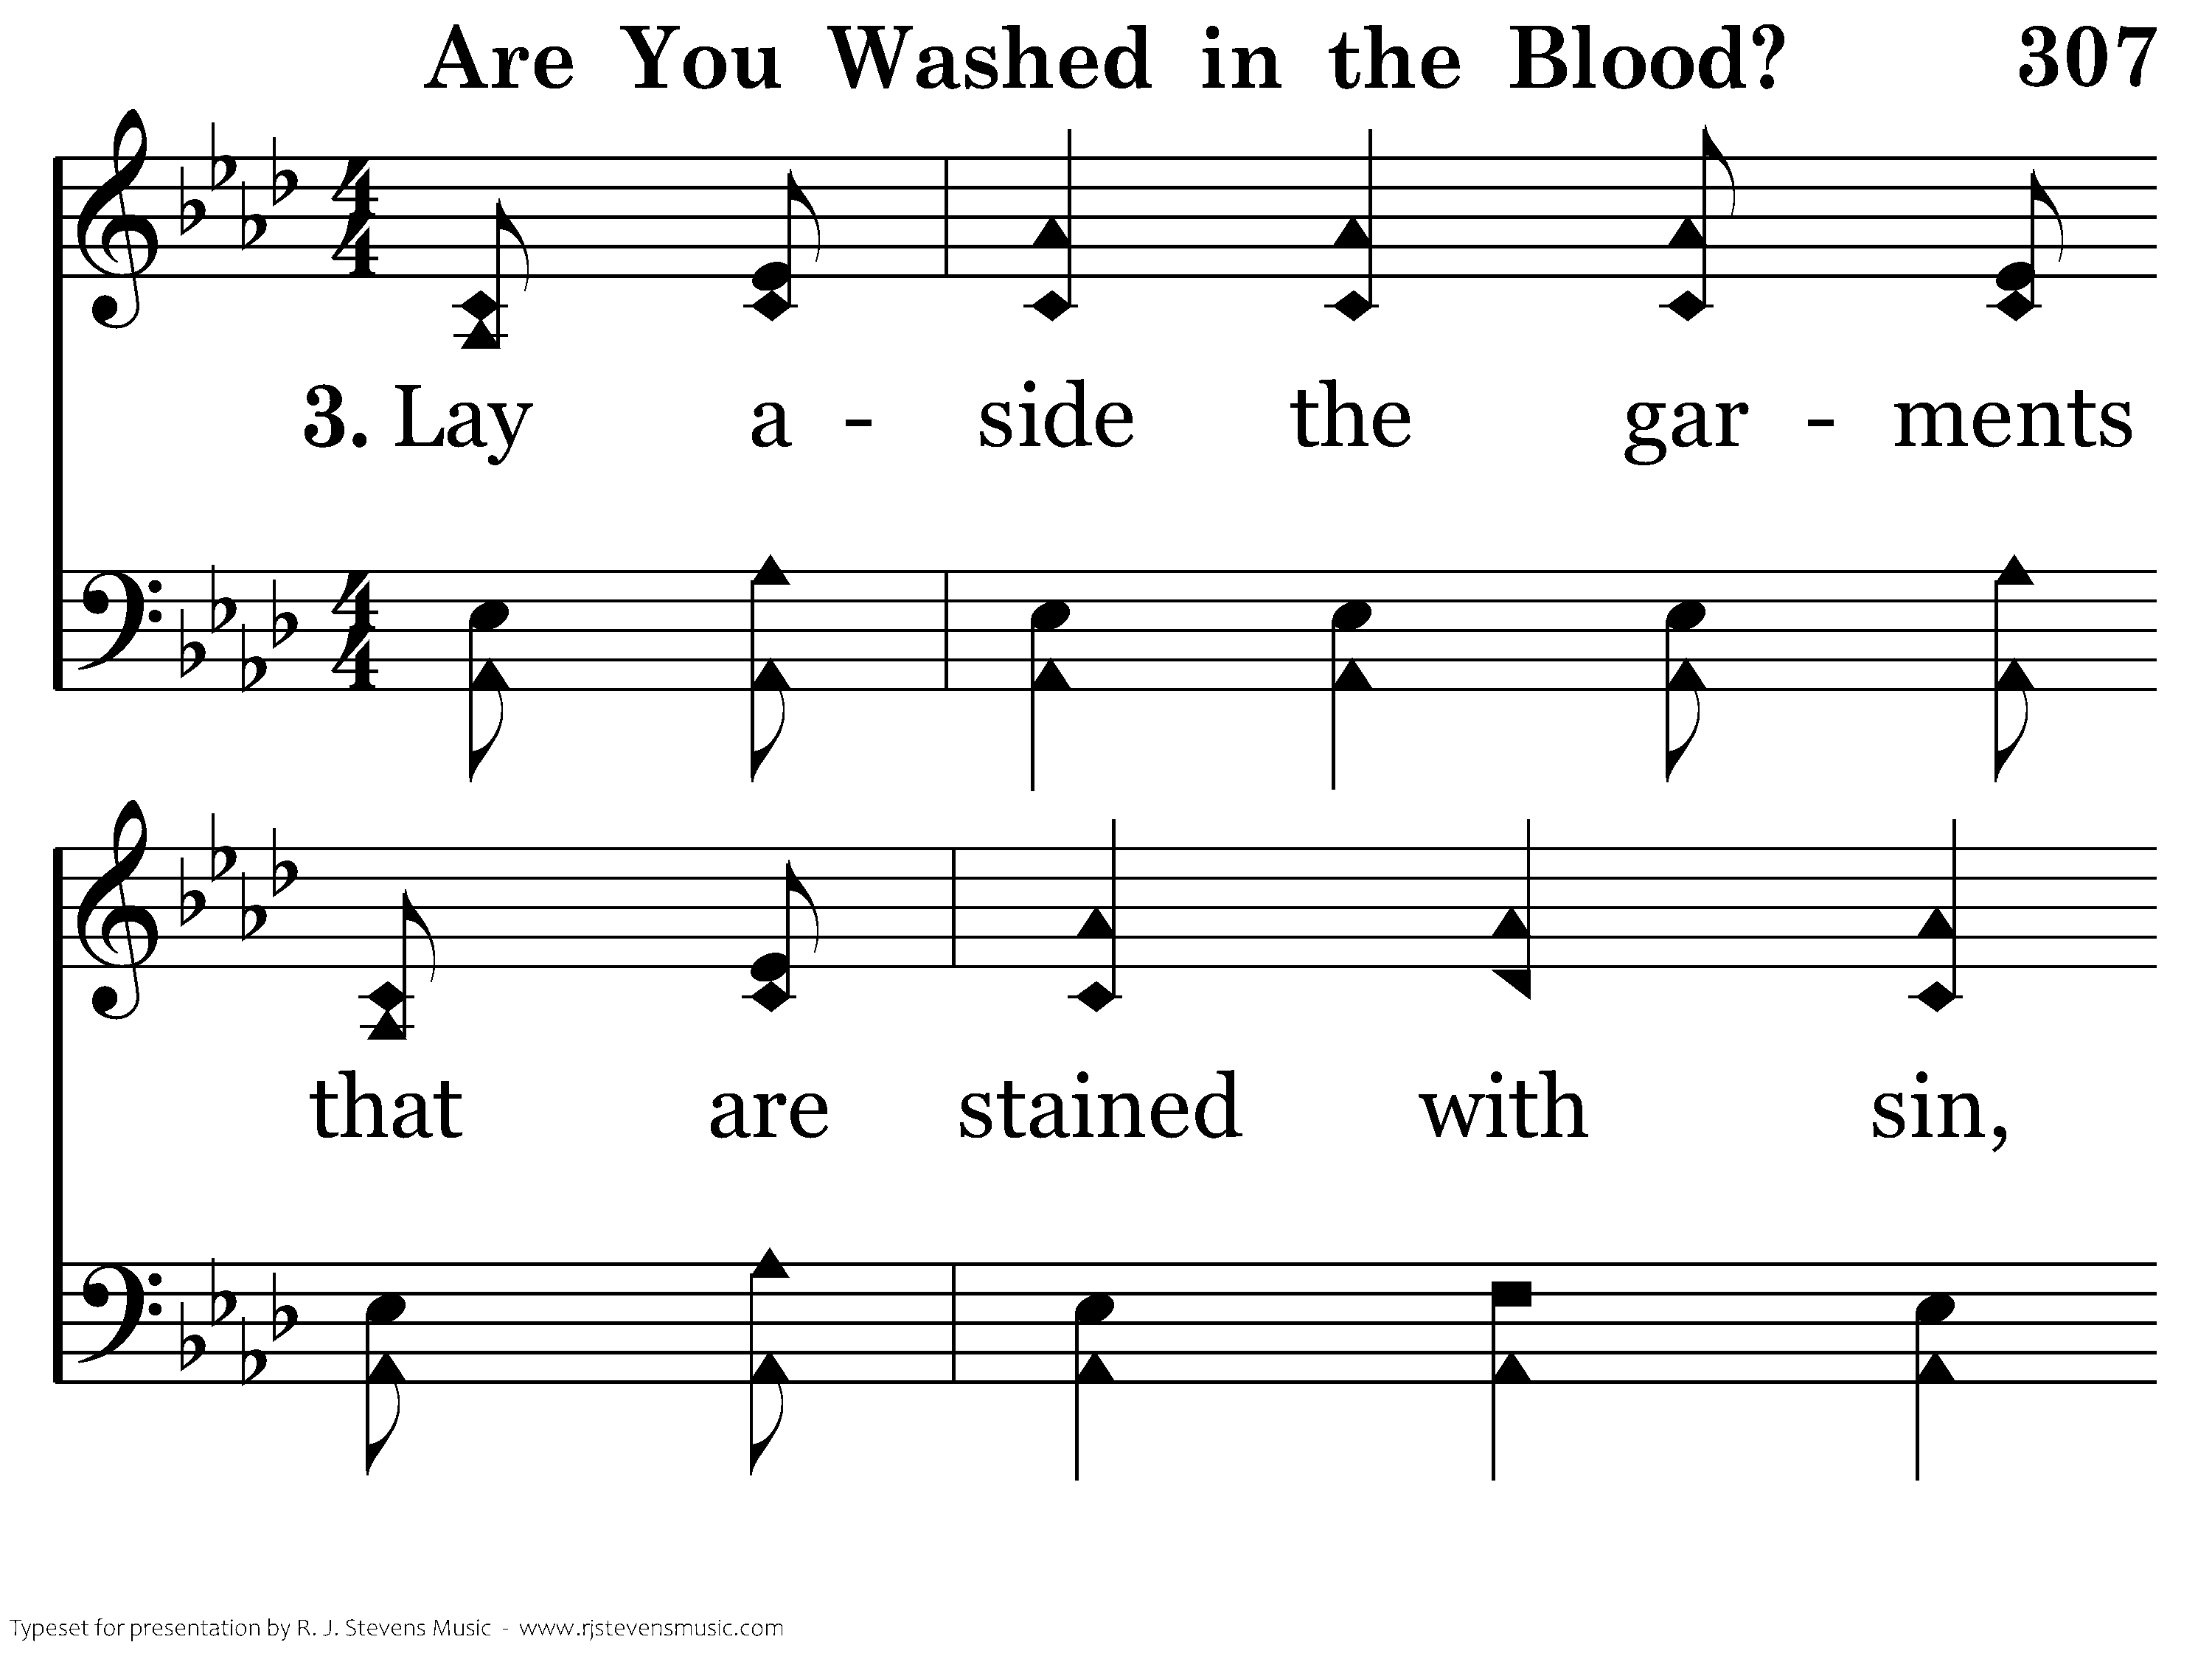 Are You Washed in the Blood? 307
3. Lay a - side the gar - ments
that are stained with sin,
Typeset for presentation by R. J. Stevens Music - www.rjstevensmusic.com